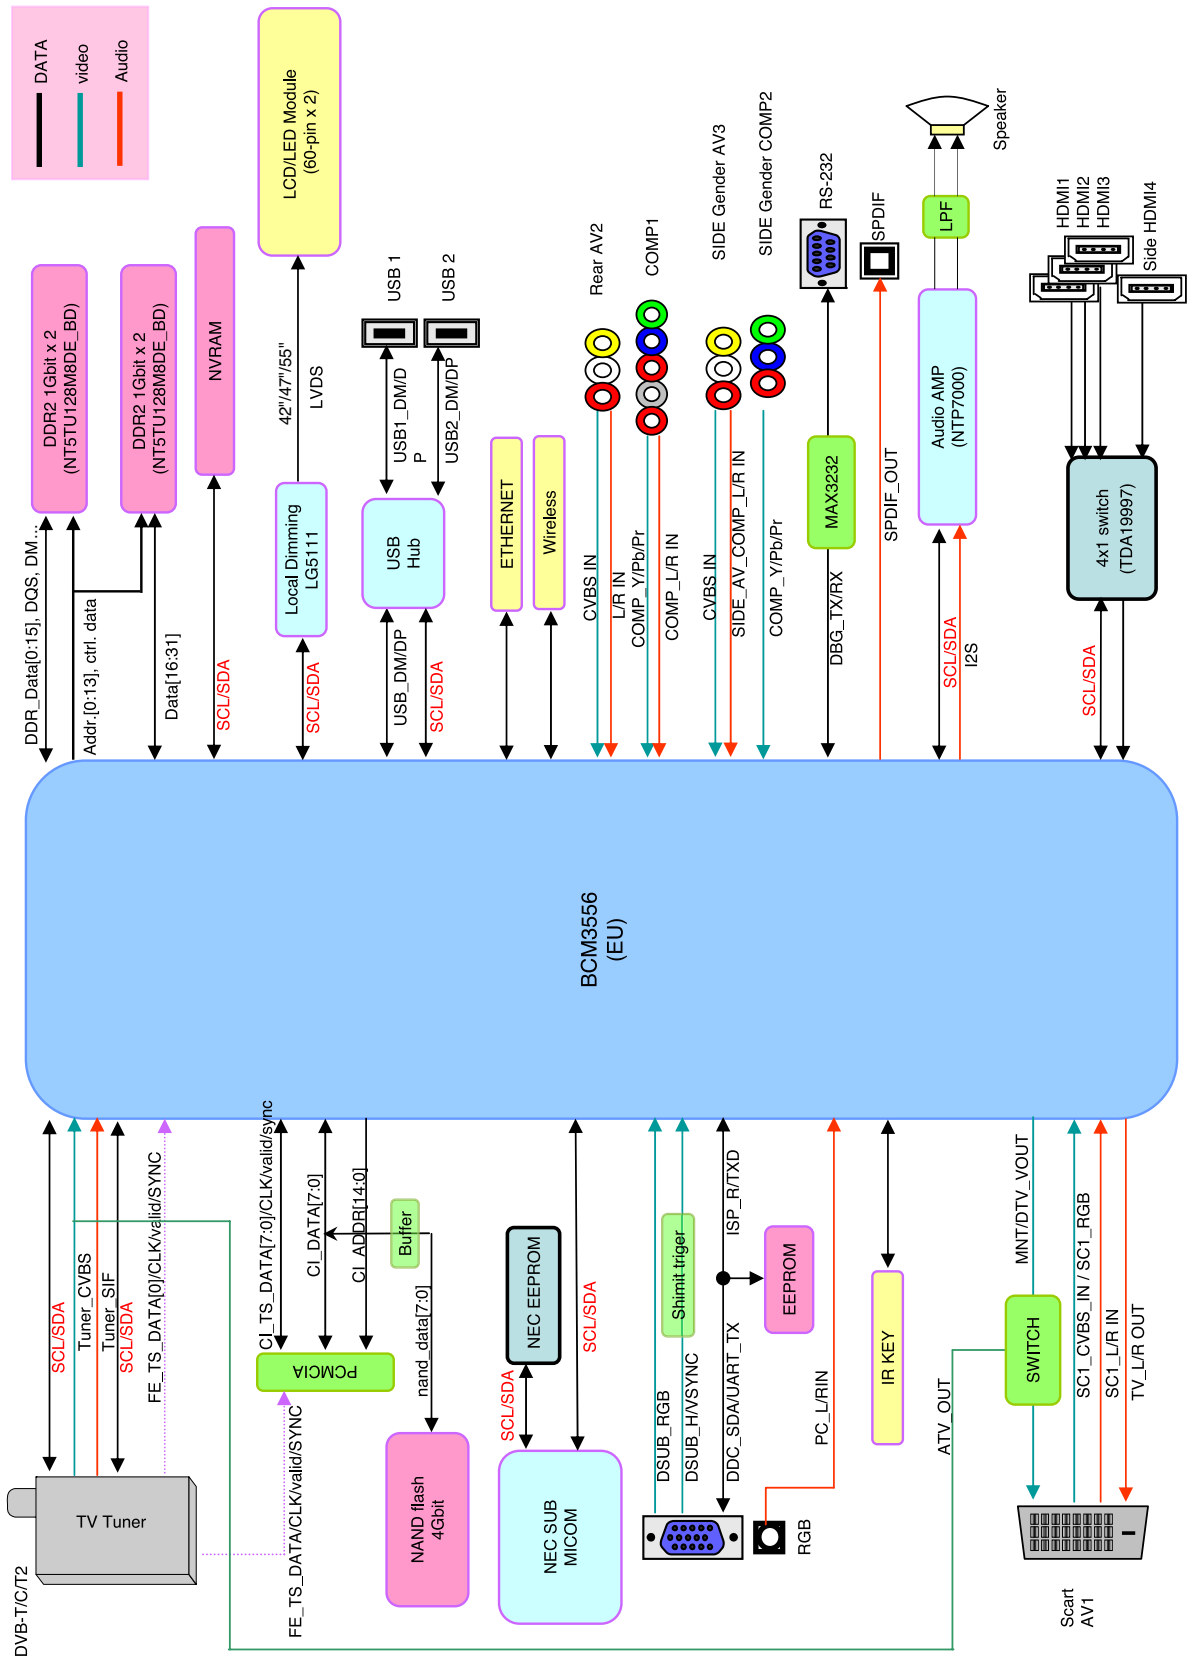 DATA
video
Audio
LCD/LED Module
(60-pin x 2)
DDR2 1Gbit x 2
(NT5TU128M8DE_BD)
DDR2 1Gbit x 2
(NT5TU128M8DE_BD)
NVRAM
42"/47"/55"
LVDS
Local Dimming
LG5111
USB 1
USB 2
USB1_DM/D
P
USB2_DM/DP
USB
Hub
ETHERNET
Wireless
Rear AV2
COMP1
SIDE Gender AV3
SIDE Gender COMP2
RS-232
SPDIF
LPF
Speaker
HDMI1
HDMI2
HDMI3
Side HDMI4
MAX3232
Audio AMP
(NTP7000)
4x1 switch
(TDA19997)
DDR_Data[0:15], DQS, DM...
Addr.[0:13], ctrl. data
Data[16:31]
SCL/SDA
SCL/SDA
USB_DM/DP
SCL/SDA
CVBS IN
L/R IN
COMP_Y/Pb/Pr
COMP_L/R IN
CVBS IN
SIDE_AV_COMP_L/R IN
COMP_Y/Pb/Pr
DBG_TX/RX
SPDIF_OUT
SCL/SDA
I2S
SCL/SDA
BCM3556
(EU)
SCL/SDA
Tuner_CVBS
Tuner_SIF
SCL/SDA
FE_TS_DATA[0]/CLK/valid/SYNC
CI_TS_DATA[7:0]/CLK/valid/sync
CI_DATA[7:0]
CI_ADDR[14:0]
Buffer
nand_data[7:0]
PCMCIA
FE_TS_DATA/CLK/valid/SYNC
NEC EEPROM
SCL/SDA
SCL/SDA
Shimit triger
DSUB_RGB
DSUB_H/VSYNC
ISP_R/TXD
DDC_SDA/UART_TX
EEPROM
PC_L/RIN
IR KEY
ATV_OUT
MNT/DTV_VOUT
SWITCH
SC1_CVBS_IN / SC1_RGB
SC1_L/R IN
TV_L/R OUT
DVB-T/C/T2
TV Tuner
NAND flash
4Gbit
NEC SUB
MICOM
RGB
Scart
AV1